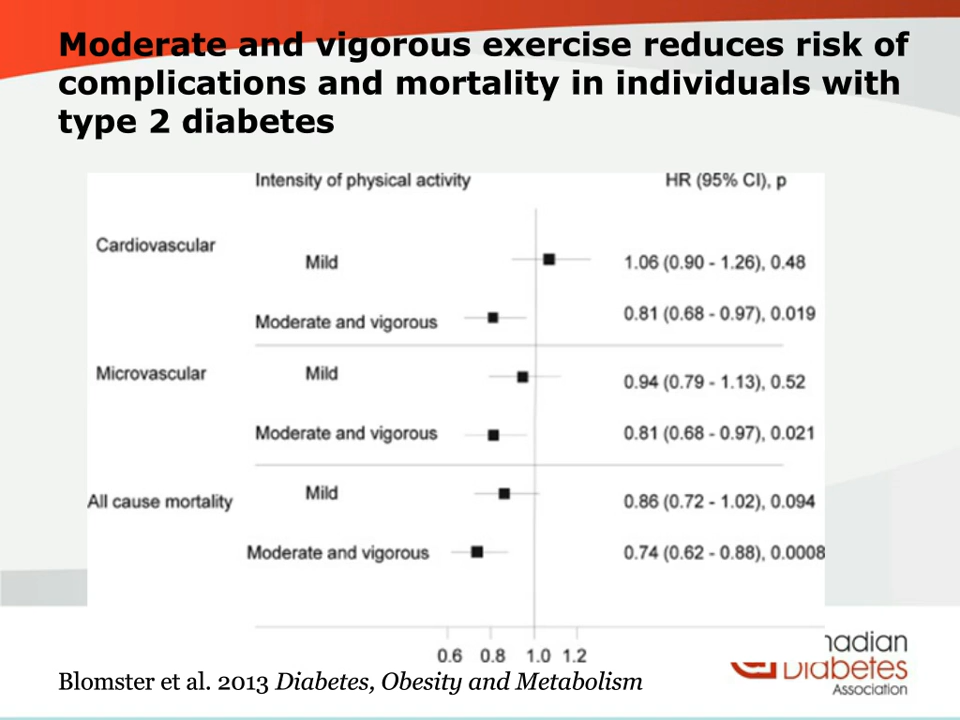 Moderate and vigorous exercise reduces risk of
complications and mortality in individuals with
type 2 diabetes
Intensity of physical activity HR (95% CI), p
Cardiovascular
Mild 1.06 (0.90 - 1.26), 0.48
Moderate and vigorous 0.81 (0.68 - 0.97), 0.019
Microvascular Mild 0.94 (0.79 - 1.13), 0.52
Moderate and vigorous 0.81 (0.68 - 0.97), 0.021
All cause mortality Mild 0.86 (0.72 - 1.02), 0.094
Moderate and vigorous 0.74 (0.62 - 0.88), 0.0008
0.6 0.8 1.0 1.2
Blomster et al. 2013 Diabetes, Obesity and Metabolism
nadian
Diabetes
Association